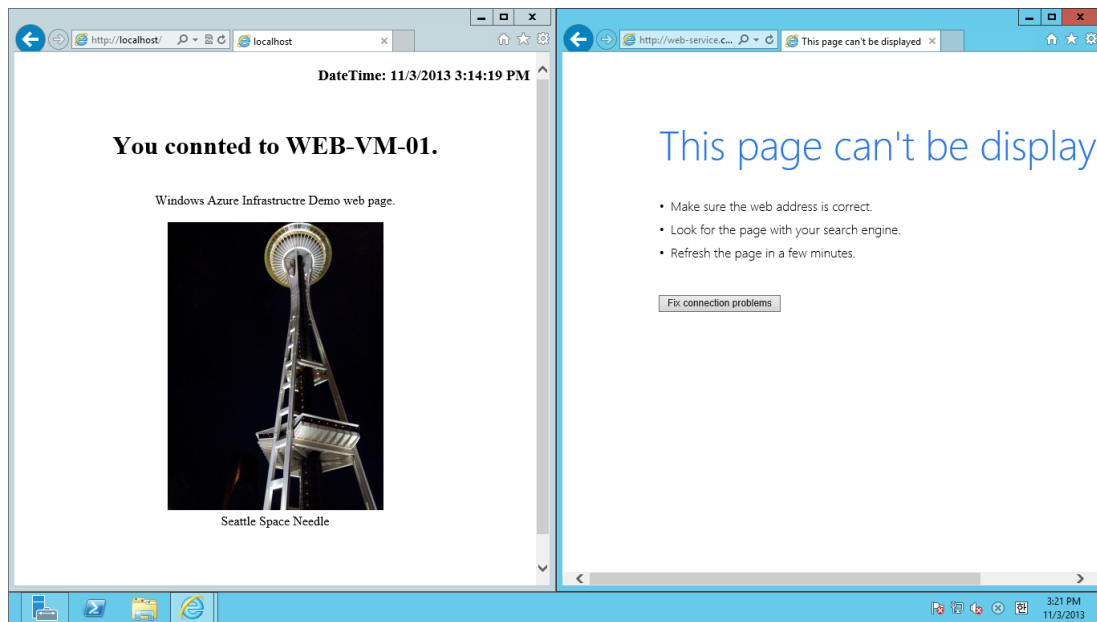 http://localhost/
localhost
DateTime: 11/3/2013 3:14:19 PM
You connted to WEB-VM-01.
Windows Azure Infrastructre Demo web page.
Seattle Space Needle
http://web-service.c...
This page can't be displayed
This page can't be display
• Make sure the web address is correct.
• Look for the page with your search engine.
• Refresh the page in a few minutes.
Fix connection problems
한
3:21 PM
11/3/2013